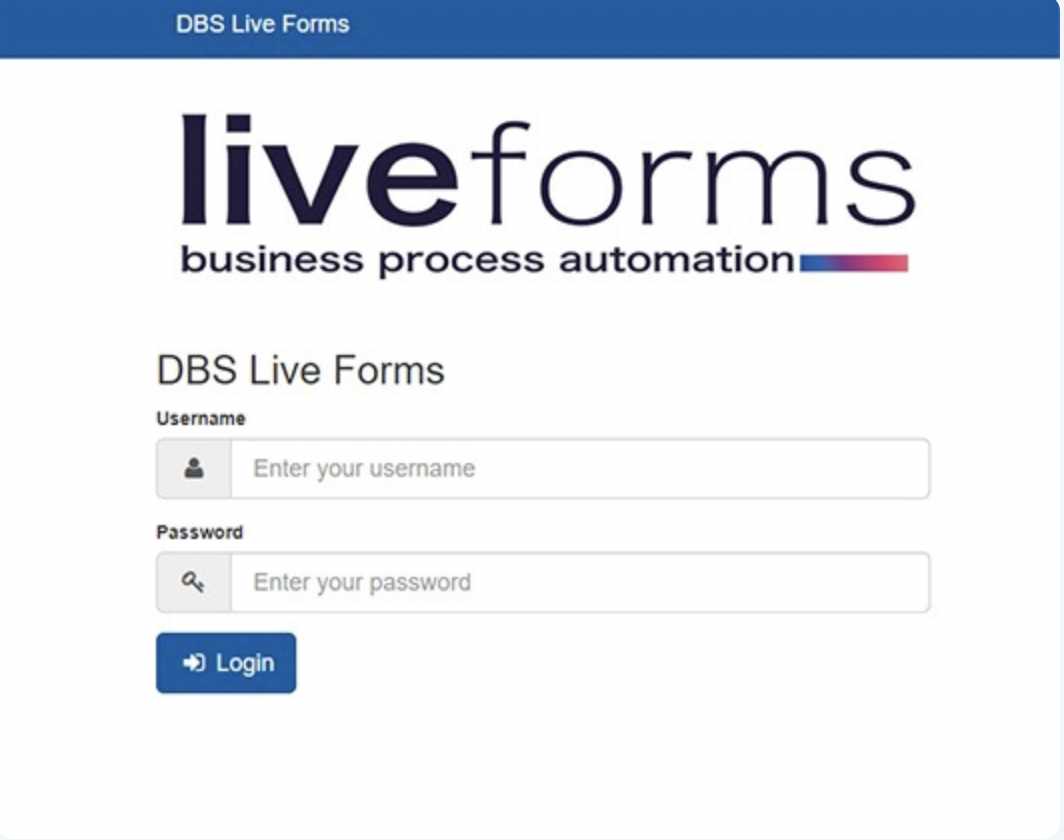 DBS Live Forms
liveforms
business process automation
DBS Live Forms
Username
Enter your username
Password
Enter your password
Login